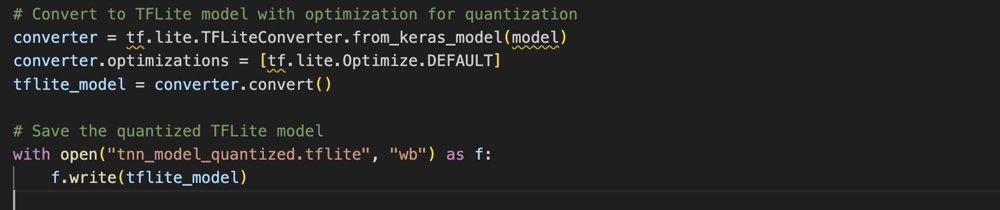 # Convert to TFLite model with optimization for quantization
converter = tf.lite.TFLiteConverter.from_keras_model(model)
converter.optimizations = [tf.lite.Optimize.DEFAULT]
tflite_model = converter.convert()
# Save the quantized TFLite model
with open("tnn_model_quantized.tflite", "wb") as f:
    f.write(tflite_model)